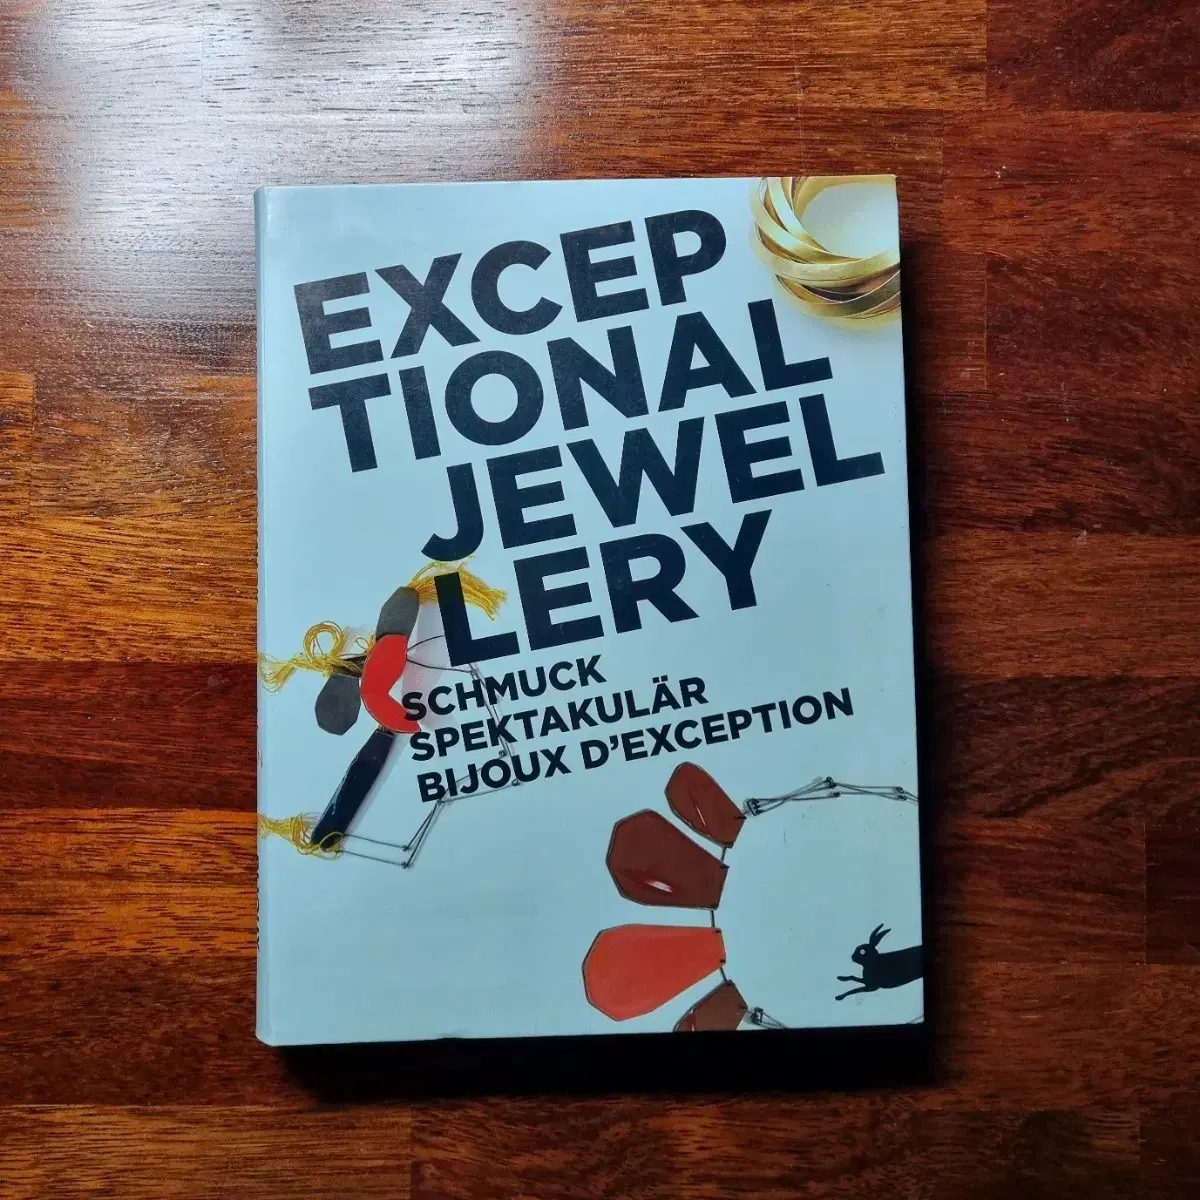 EXCEP
TIONAL
JEWEL
LERY
SCHMUCK
SPEKTAKULÄR
BIJOUX D'EXCEPTION